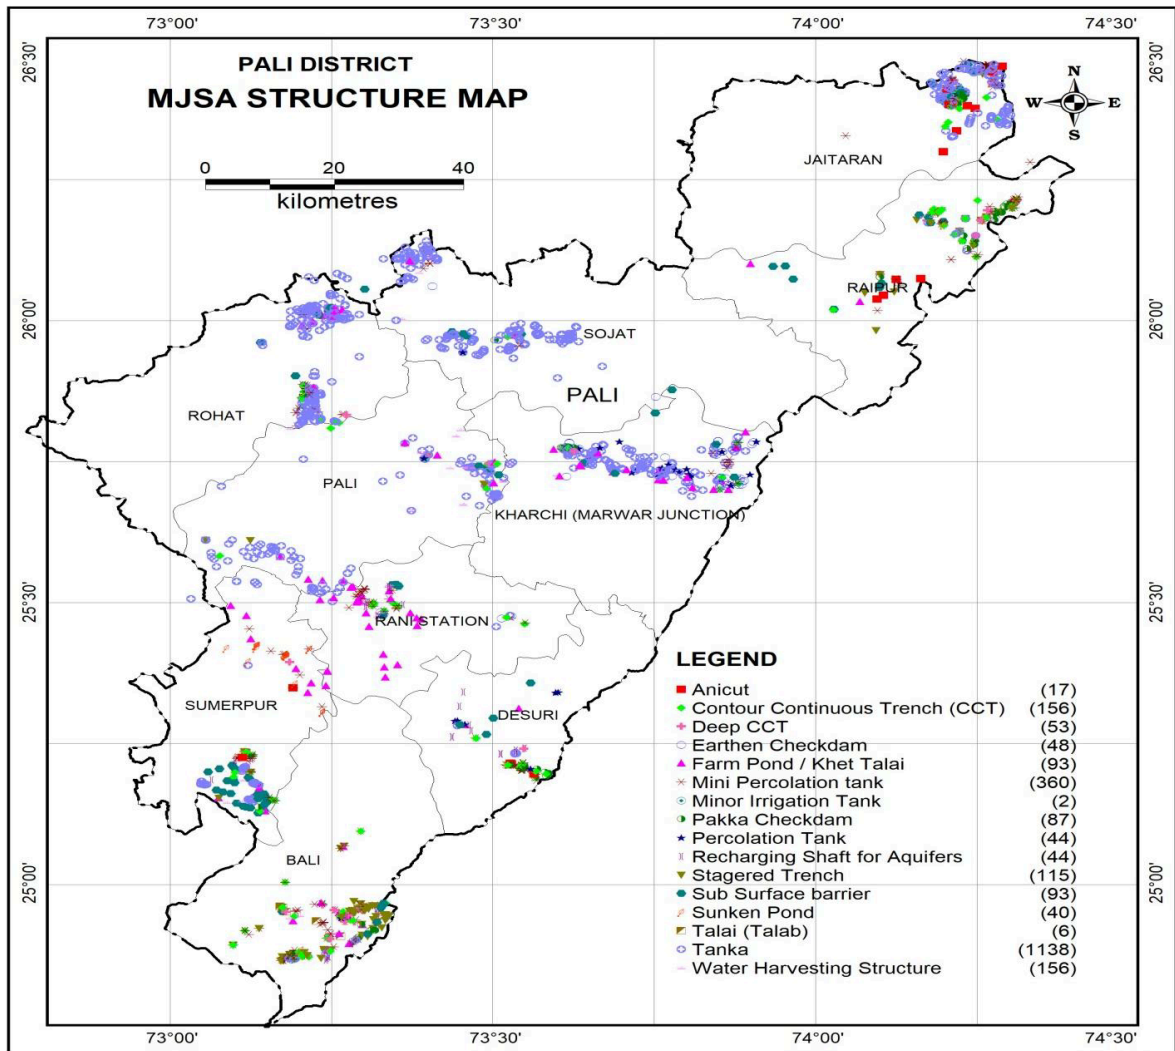 73°00' 73°30' 74°00' 74°30'
26°30' 26°30'
PALI DISTRICT
MJSA STRUCTURE MAP
N
W E
S
0 20 40
kilometres
JAITARAN
RAIPUR
26°00' 26°00'
SOJAT
PALI
ROHAT
PALI
KHARCHI (MARWAR JUNCTION)
25°30' 25°30'
RANI STATION
SUMERPUR
DESURI
BALI
25°00' 25°00'
LEGEND
Anicut (17)
Contour Continuous Trench (CCT) (156)
Deep CCT (53)
Earthen Checkdam (48)
Farm Pond / Khet Talai (93)
Mini Percolation tank (360)
Minor Irrigation Tank (2)
Pakka Checkdam (87)
Percolation Tank (44)
Recharging Shaft for Aquifers (44)
Stagered Trench (115)
Sub Surface barrier (93)
Sunken Pond (40)
Talai (Talab) (6)
Tanka (1138)
Water Harvesting Structure (156)
73°00' 73°30' 74°00' 74°30'